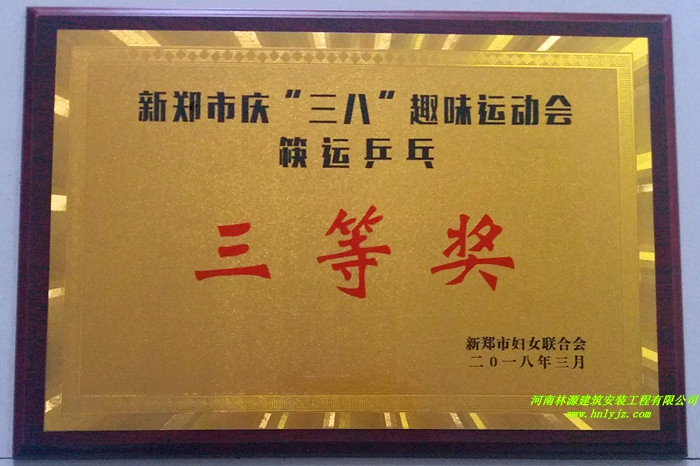 新郑市庆“三八”趣味运动会
筷运乒乓
三等奖
新郑市妇女联合会
二〇一八年三月
河南林源建筑安装工程有限公司
www.hnlyjz.com